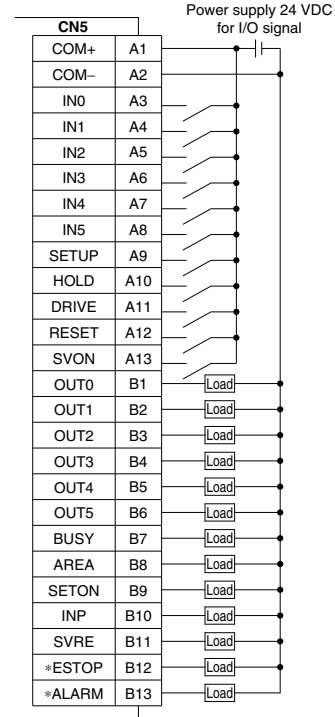 Power supply 24 VDC
for I/O signal
CN5
COM+ A1
COM− A2
IN0 A3
IN1 A4
IN2 A5
IN3 A6
IN4 A7
IN5 A8
SETUP A9
HOLD A10
DRIVE A11
RESET A12
SVON A13
OUT0 B1 Load
OUT1 B2 Load
OUT2 B3 Load
OUT3 B4 Load
OUT4 B5 Load
OUT5 B6 Load
BUSY B7 Load
AREA B8 Load
SETON B9 Load
INP B10 Load
SVRE B11 Load
∗ESTOP B12 Load
∗ALARM B13 Load